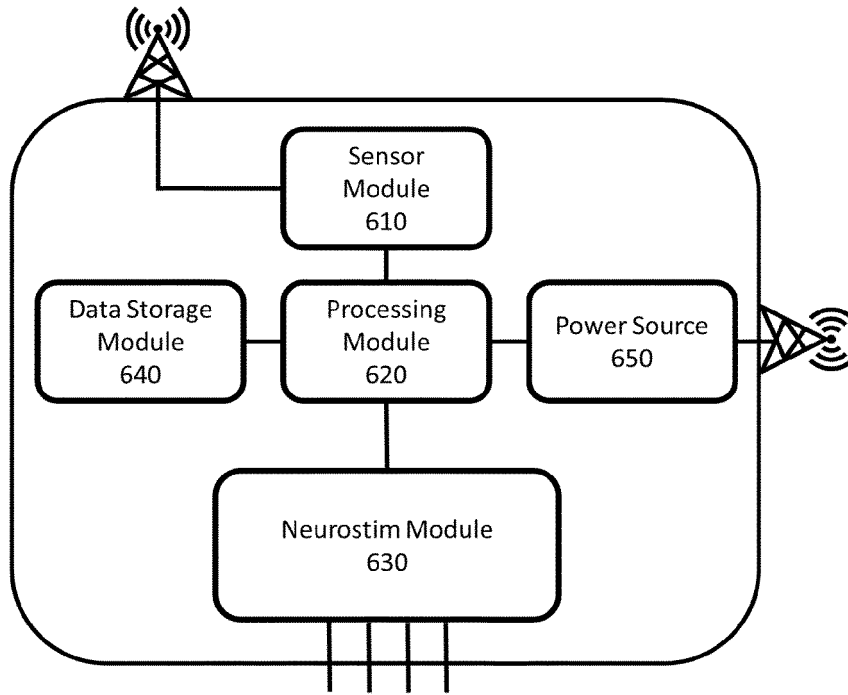 Sensor
Module
610
Data Storage
Module
640
Processing
Module
620
Power Source
650
Neurostim Module
630